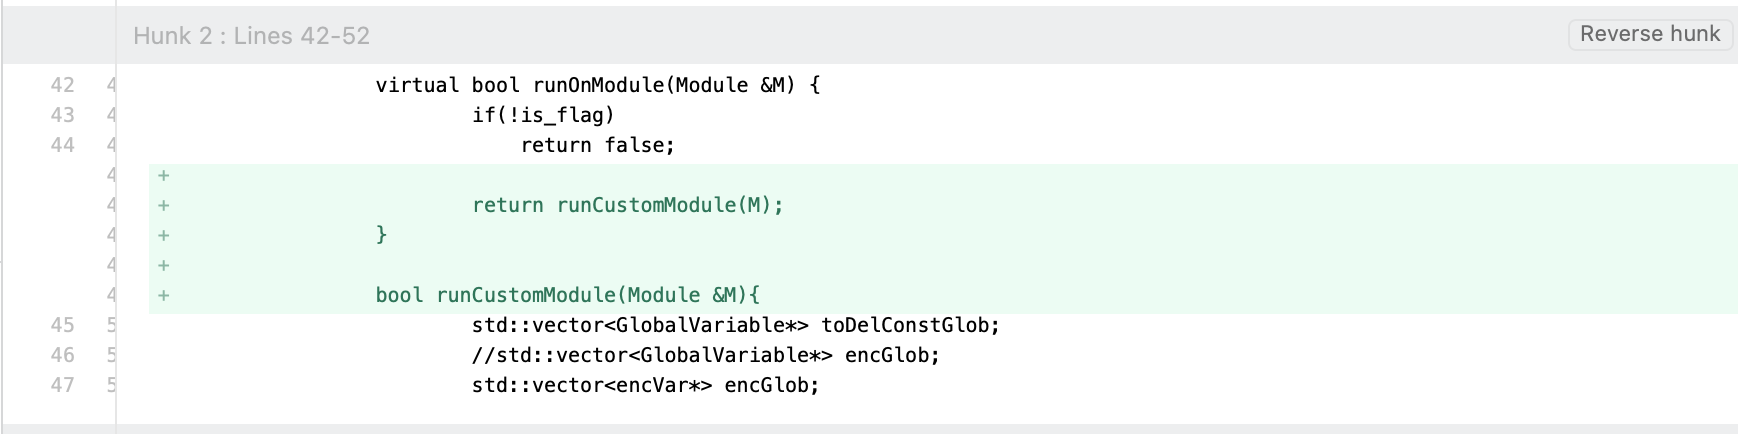 Hunk 2 : Lines 42-52
Reverse hunk
42 4 virtual bool runOnModule(Module &M) {
43 4 if(!is_flag)
44 4 return false;
4 +
4 + return runCustomModule(M);
4 + }
4 +
4 + bool runCustomModule(Module &M){
45 5 std::vector<GlobalVariable*> toDelConstGlob;
46 5 //std::vector<GlobalVariable*> encGlob;
47 5 std::vector<encVar*> encGlob;